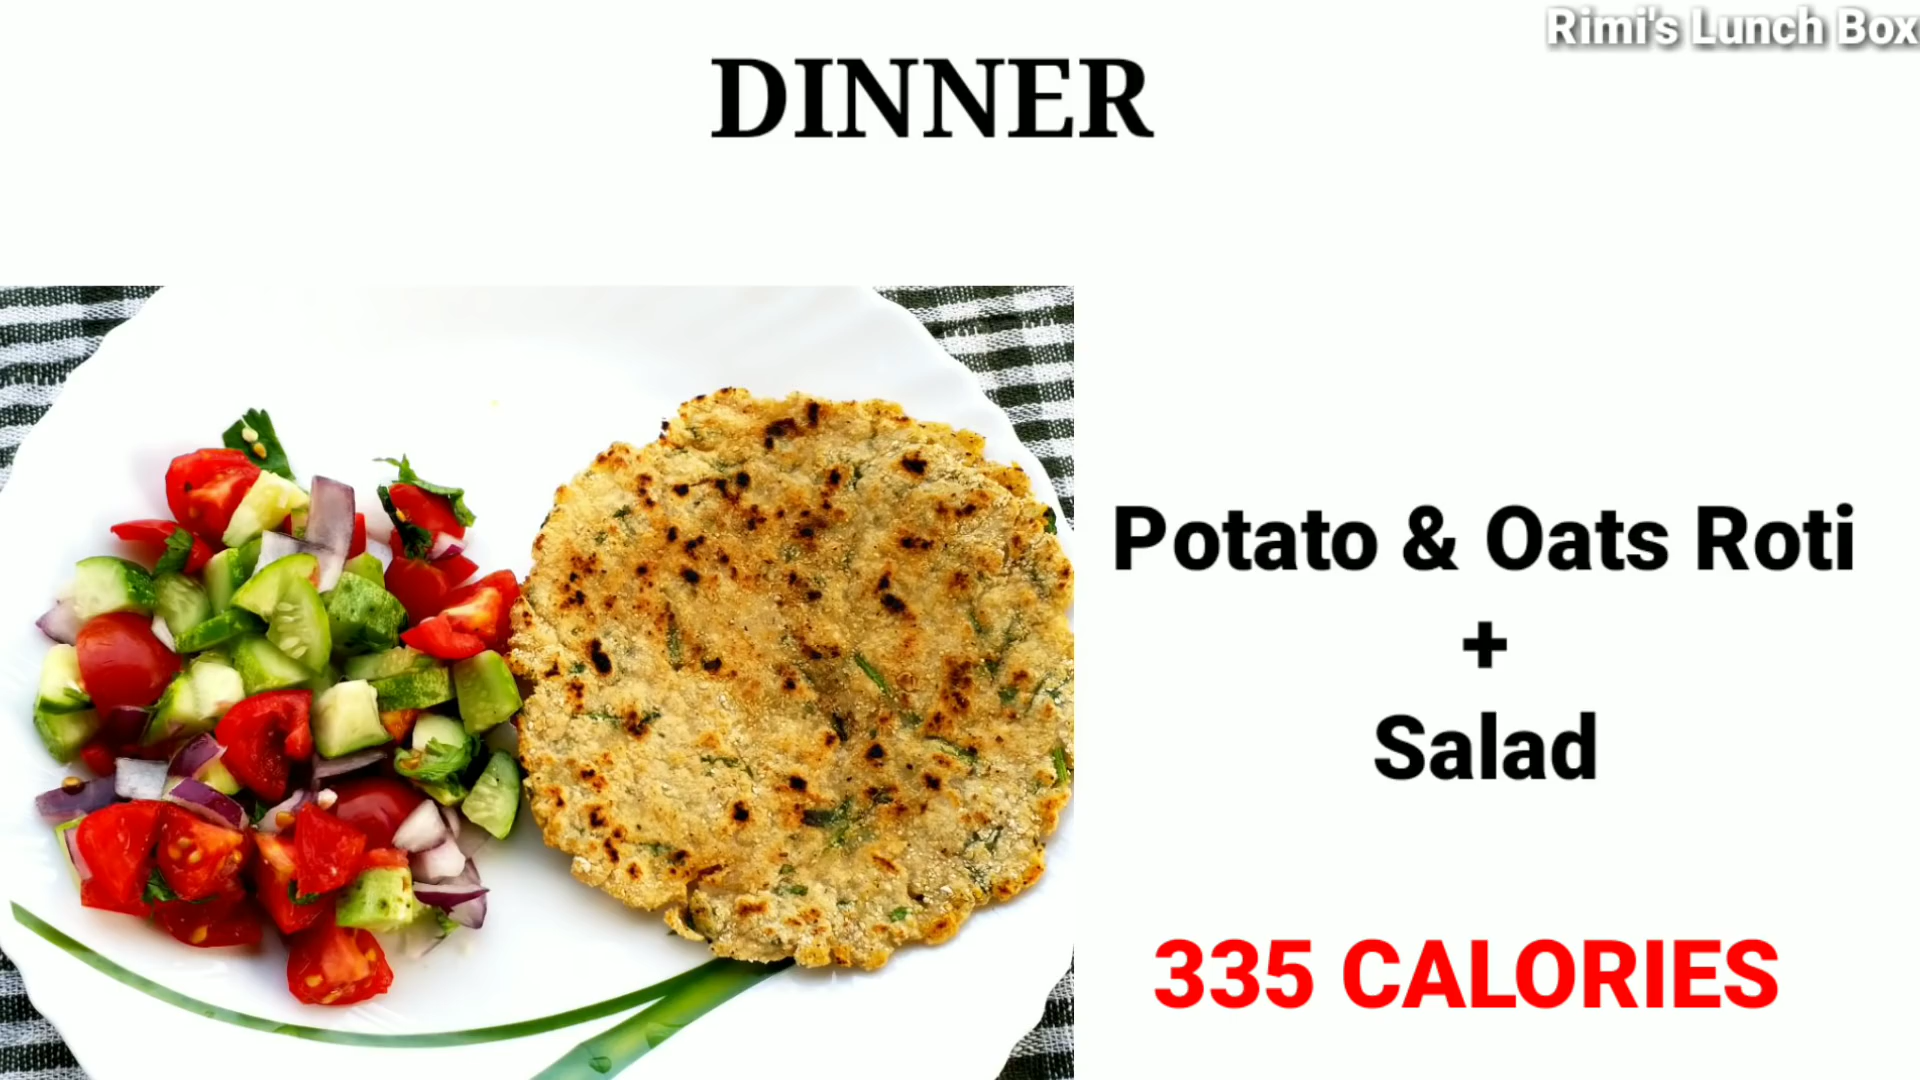 Rimi's Lunch Box
DINNER
Potato & Oats Roti
+
Salad
335 CALORIES